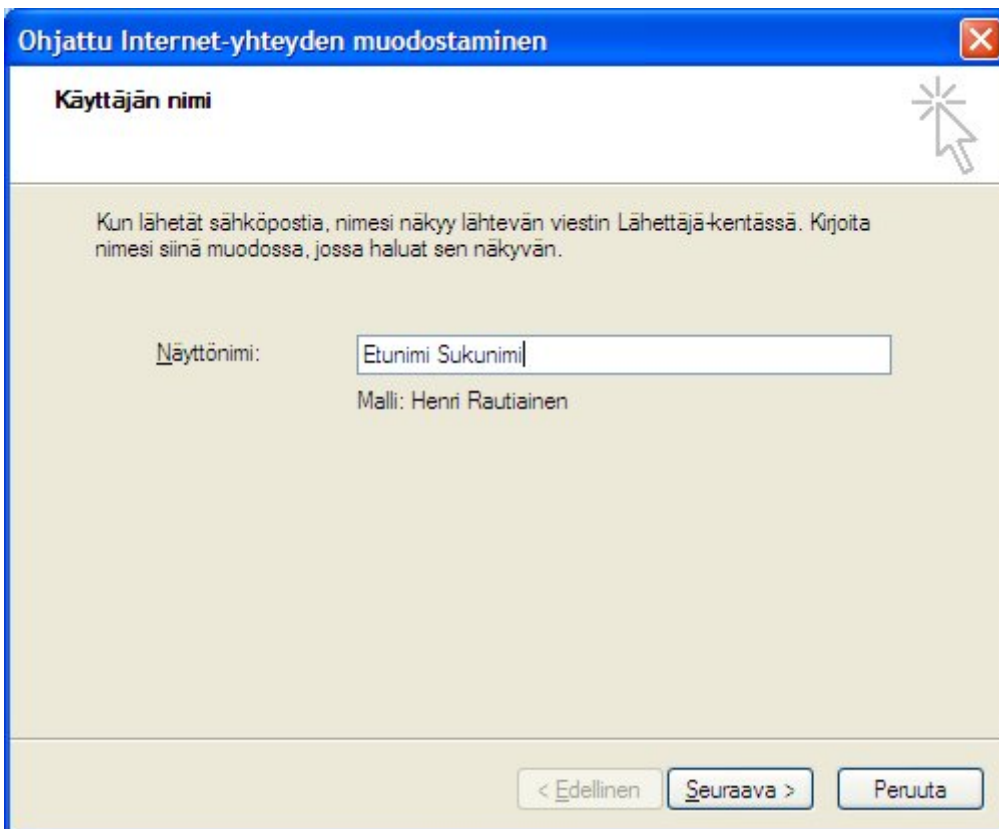 Ohjattu Internet-yhteyden muodostaminen
Käyttäjän nimi
Kun lähetät sähköpostia, nimesi näkyy lähtevän viestin Lähettäjä-kentässä. Kirjoita
nimesi siinä muodossa, jossa haluat sen näkyvän.
Näyttönimi: Etunimi Sukunimi
Malli: Henri Rautiainen
< Edellinen Seuraava > Peruuta